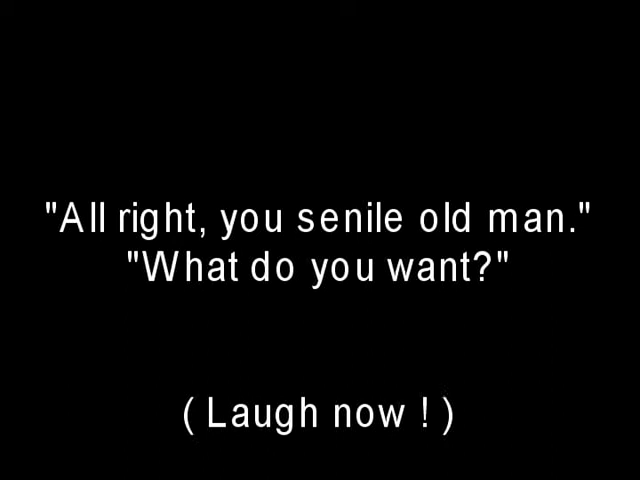 "All right, you senile old man."
"What do you want?"
( Laugh now ! )